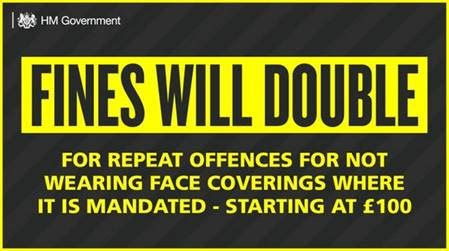 HM Government
FINES WILL DOUBLE
FOR REPEAT OFFENCES FOR NOT
WEARING FACE COVERINGS WHERE
IT IS MANDATED - STARTING AT £100